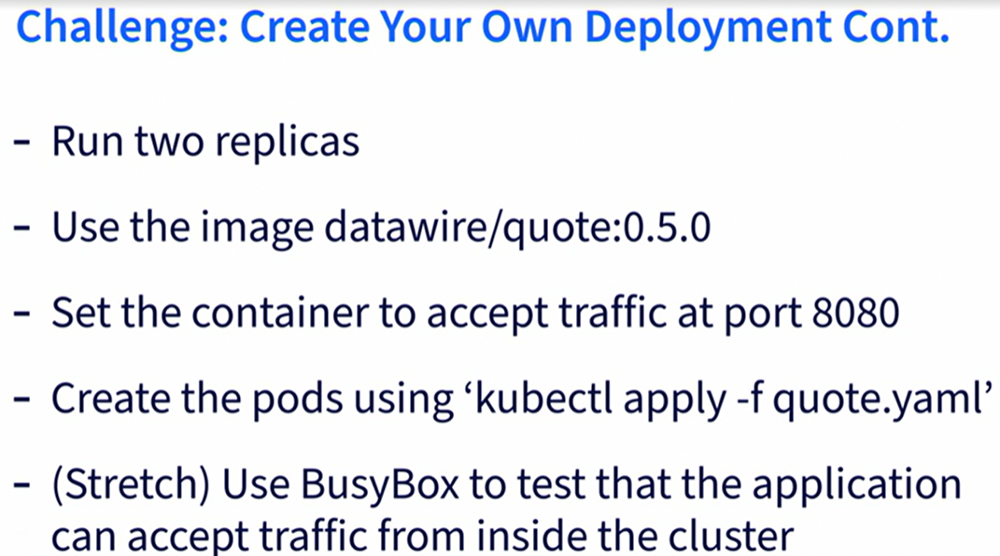 Challenge: Create Your Own Deployment Cont.
- Run two replicas
- Use the image datawire/quote:0.5.0
- Set the container to accept traffic at port 8080
- Create the pods using ‘kubectl apply -f quote.yaml’
- (Stretch) Use BusyBox to test that the application
can accept traffic from inside the cluster